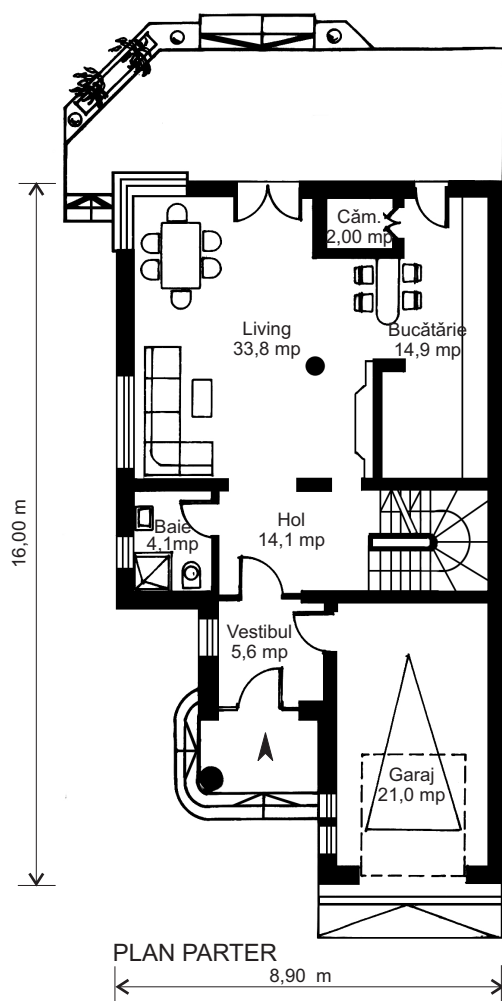 Căm.
2,00 mp
Living
33,8 mp
Bucătărie
14,9 mp
Baie
4,1mp
Hol
14,1 mp
16,00 m
Vestibul
5,6 mp
Garaj
21,0 mp
PLAN PARTER
8,90 m